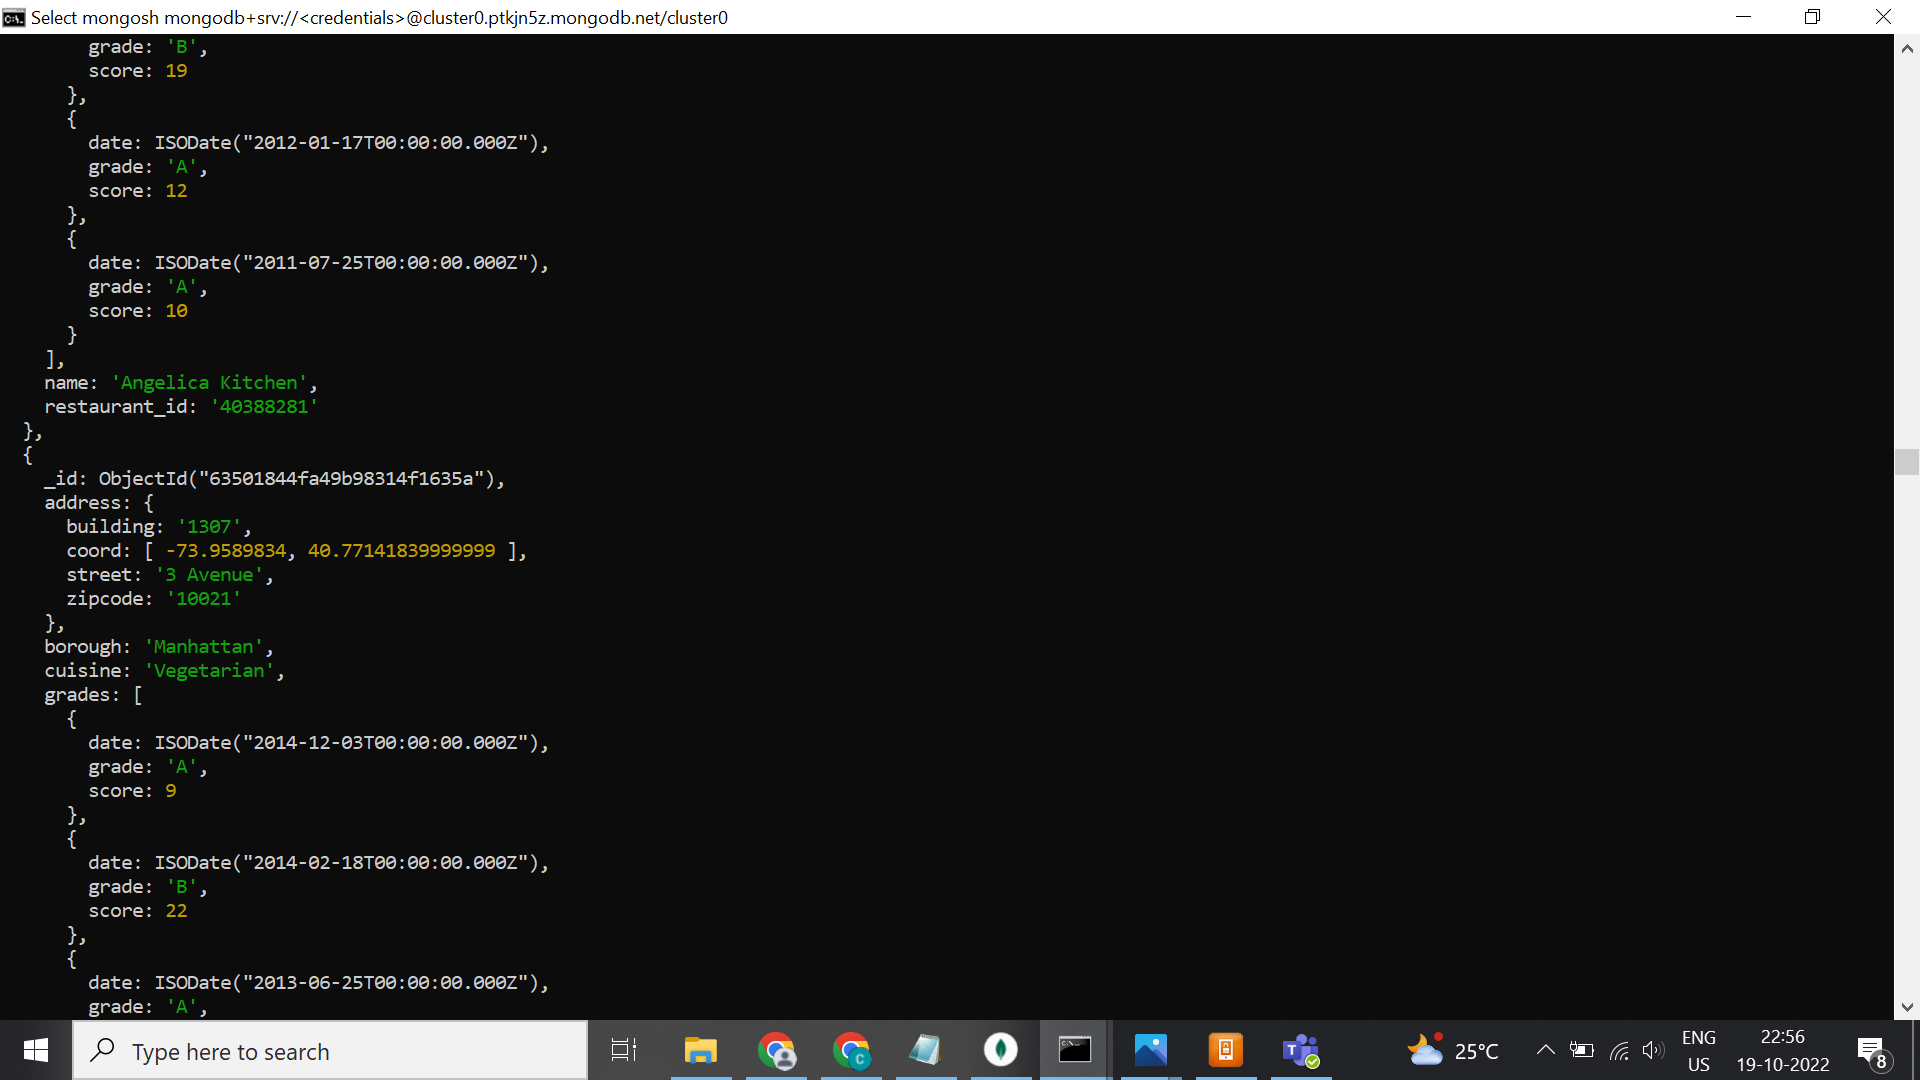 Select mongosh mongodb+srv://<credentials>@cluster0.ptkjn5z.mongodb.net/cluster0
grade: 'B',
score: 19
},
{
date: ISODate("2012-01-17T00:00:00.000Z"),
grade: 'A',
score: 12
},
{
date: ISODate("2011-07-25T00:00:00.000Z"),
grade: 'A',
score: 10
}
],
name: 'Angelica Kitchen',
restaurant_id: '40388281'
},
{
_id: ObjectId("63501844fa49b98314f1635a"),
address: {
building: '1307',
coord: [ -73.9589834, 40.77141839999999 ],
street: '3 Avenue',
zipcode: '10021'
},
borough: 'Manhattan',
cuisine: 'Vegetarian',
grades: [
{
date: ISODate("2014-12-03T00:00:00.000Z"),
grade: 'A',
score: 9
},
{
date: ISODate("2014-02-18T00:00:00.000Z"),
grade: 'B',
score: 22
},
{
date: ISODate("2013-06-25T00:00:00.000Z"),
grade: 'A',
Type here to search
25°C
ENG
US
22:56
19-10-2022
8